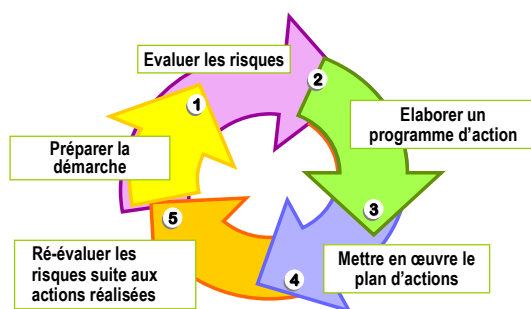 Evaluer les risques
2
1
Elaborer un
programme d'action
Préparer la
démarche
3
5
Ré-évaluer les
risques suite aux
actions réalisées
4
Mettre en œuvre le
plan d'actions